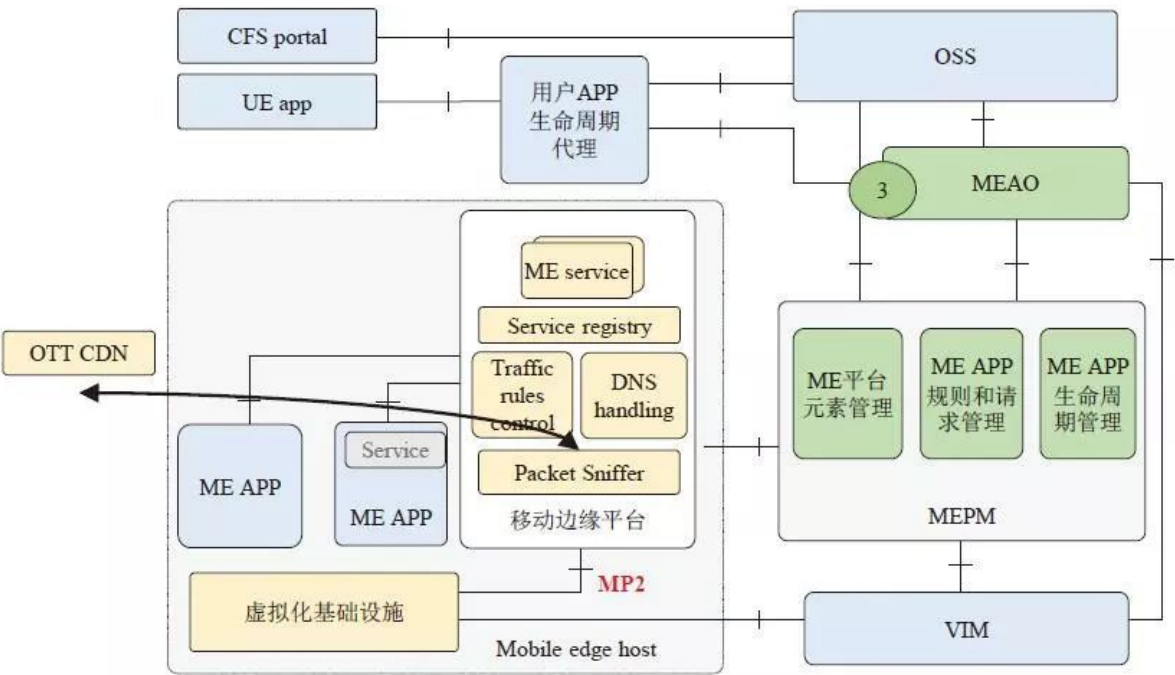 CFS portal
UE app
用户APP
生命周期
代理
OSS
3
MEAO
ME service
Service registry
Traffic
rules
control
DNS
handling
Packet Sniffer
移动边缘平台
OTT CDN
ME APP
Service
ME APP
MP2
虚拟化基础设施
Mobile edge host
ME平台
元素管理
ME APP
规则和请
求管理
ME APP
生命周
期管理
MEPM
VIM